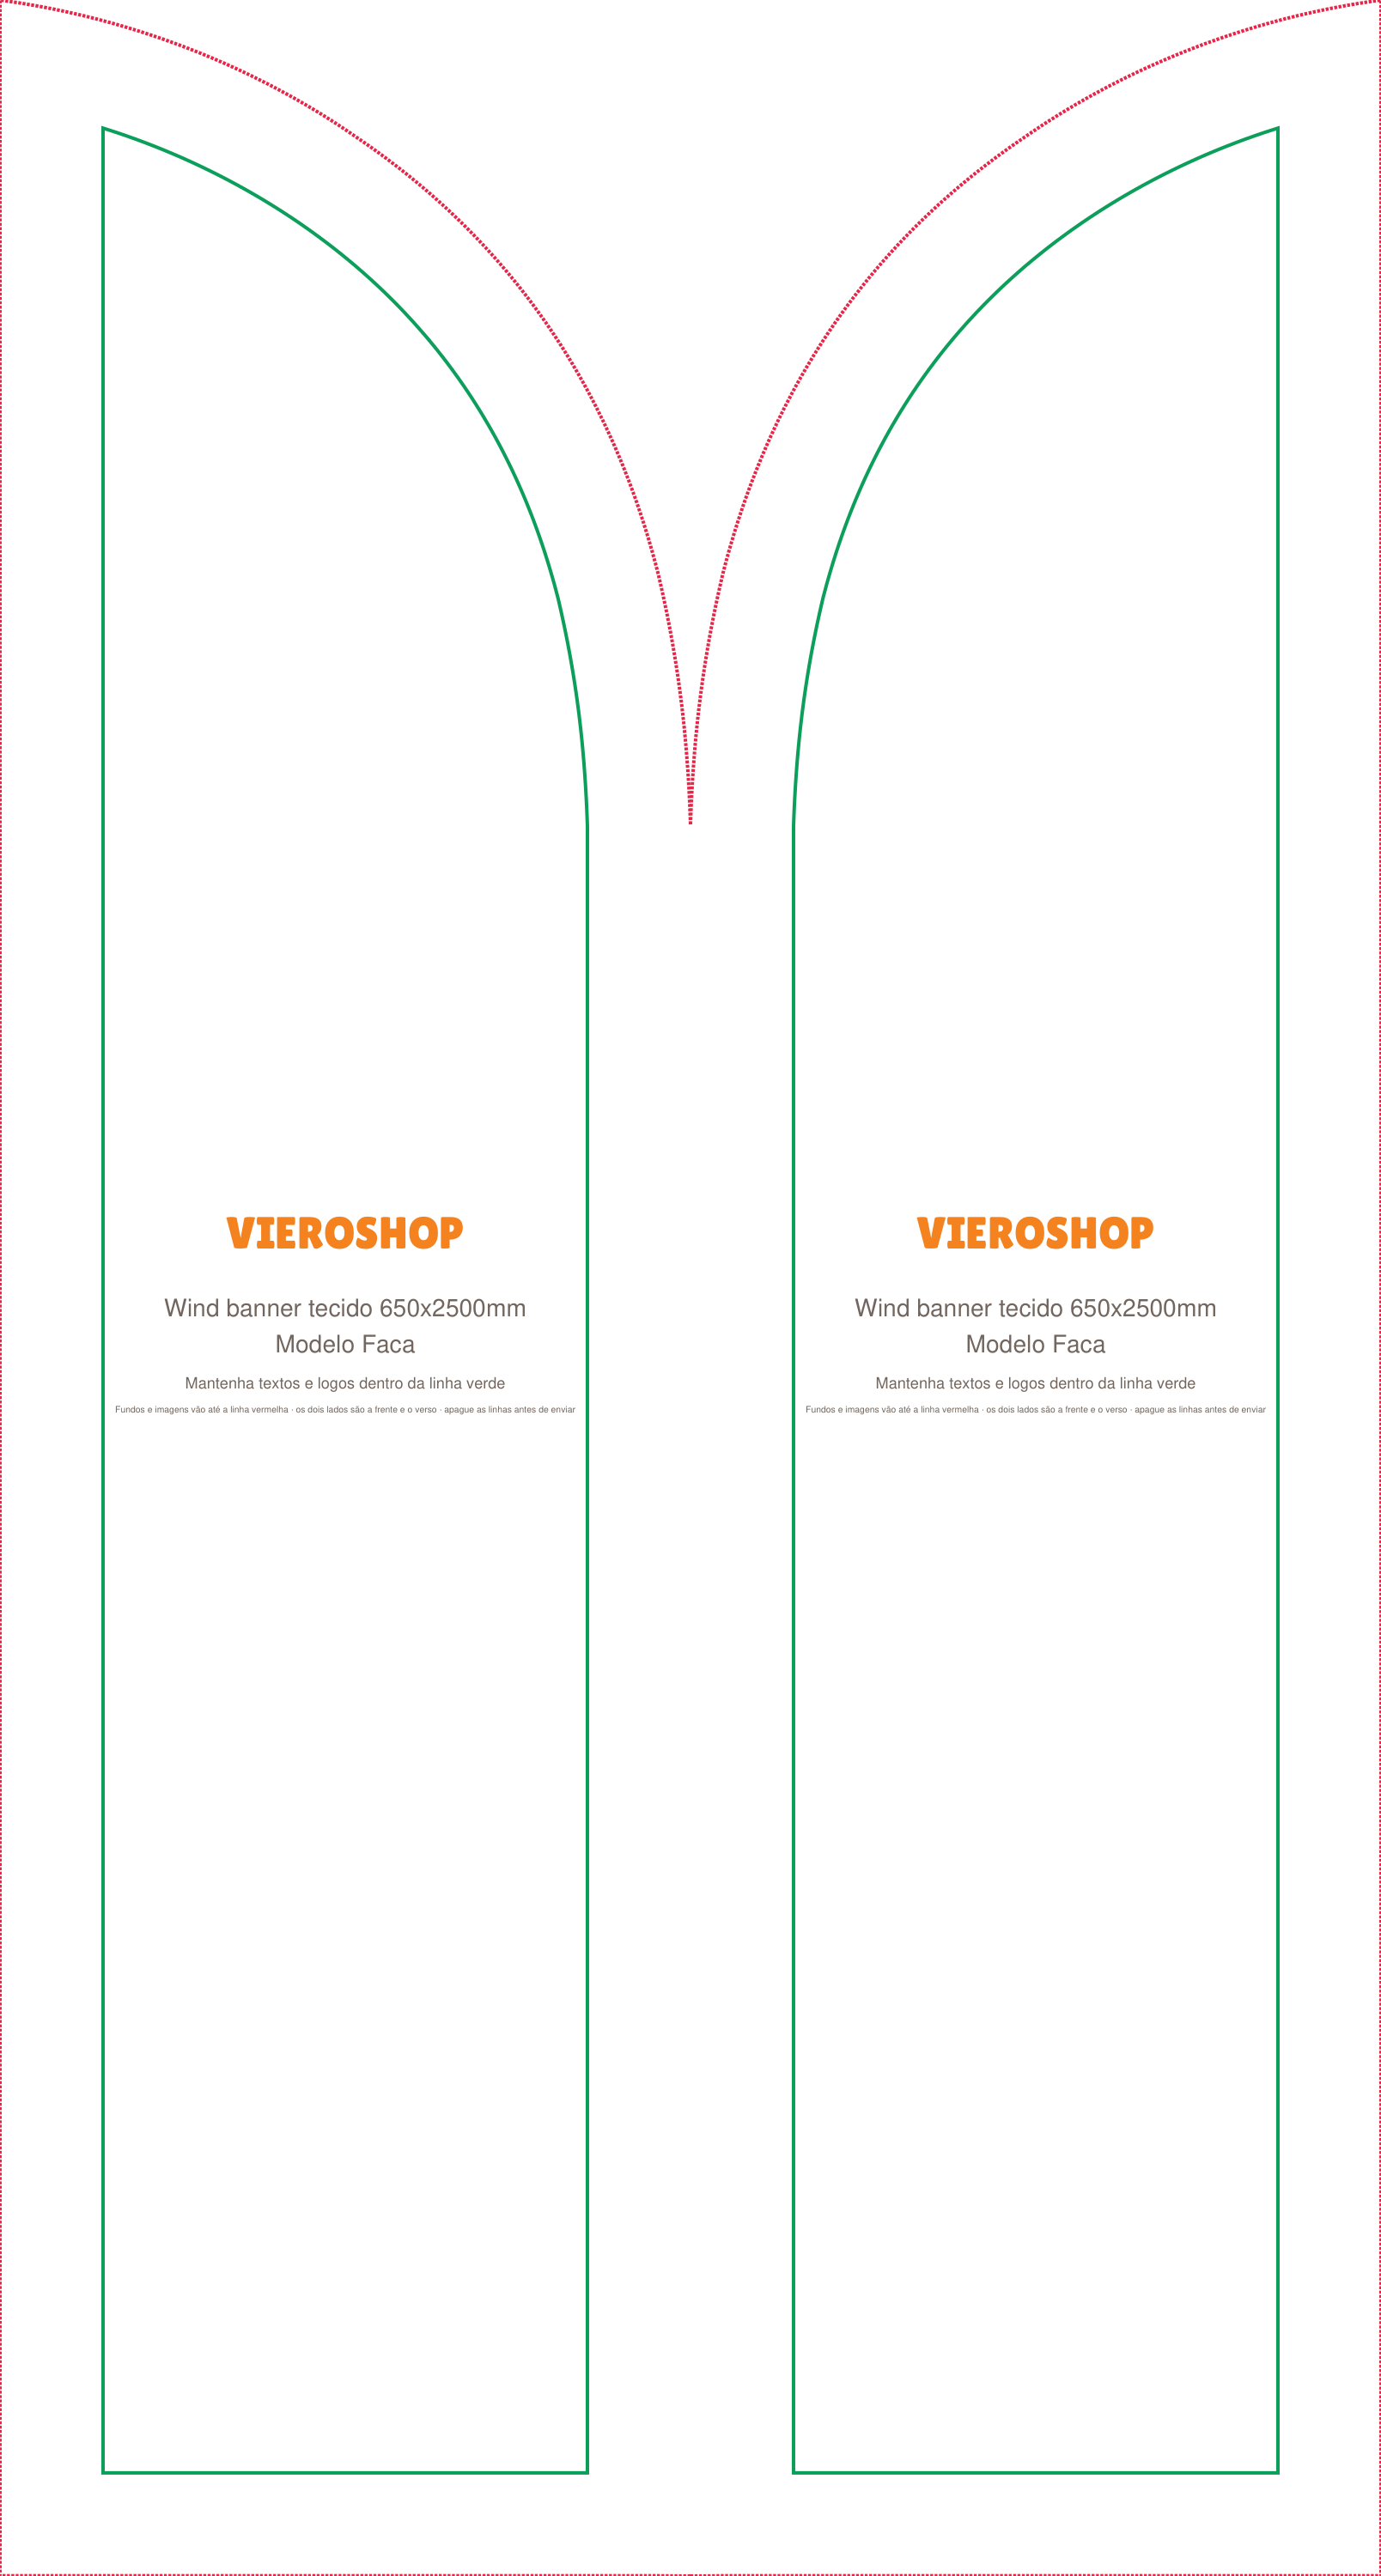 VIEROSHOP
Wind banner tecido 650x2500mm
Modelo Faca
Mantenha textos e logos dentro da linha verde
Fundos e imagens vão até a linha vermelha · os dois lados são a frente e o verso · apague as linhas antes de enviar
VIEROSHOP
Wind banner tecido 650x2500mm
Modelo Faca
Mantenha textos e logos dentro da linha verde
Fundos e imagens vão até a linha vermelha · os dois lados são a frente e o verso · apague as linhas antes de enviar